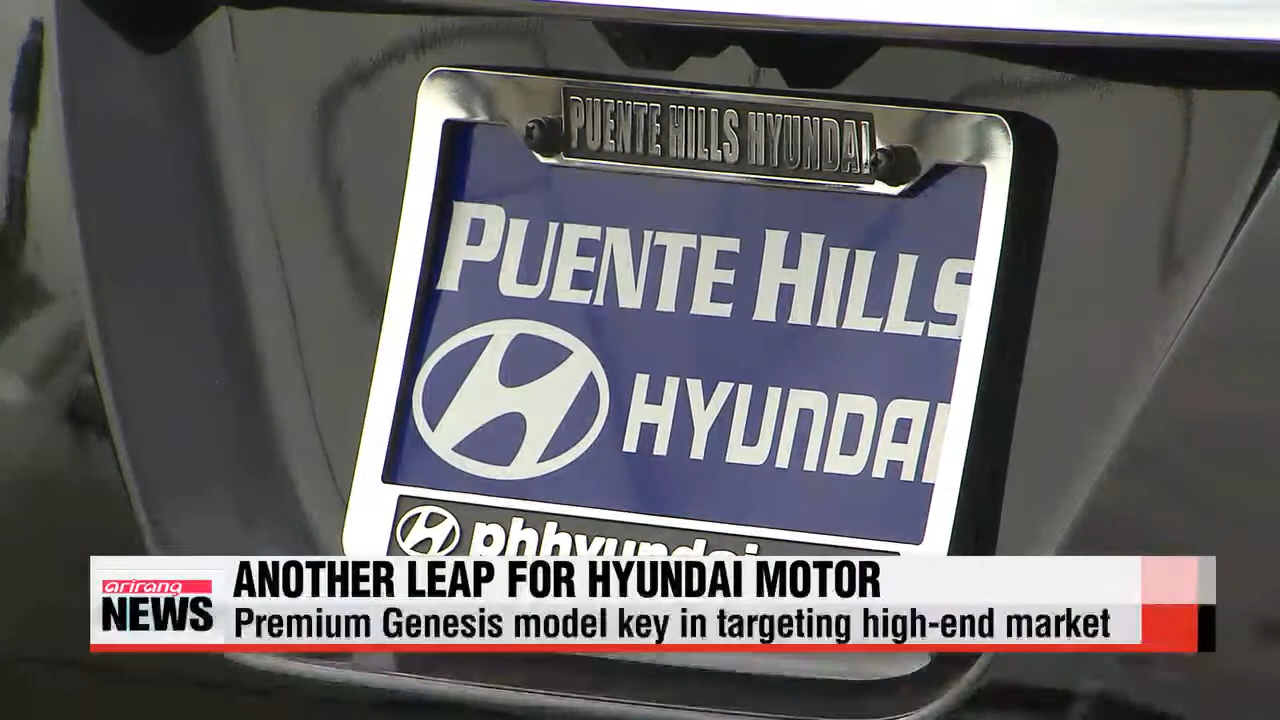 PUENTE HILLS HYUNDAI
PUENTE HILLS
HYUNDAI
phhyundai
arirang
NEWS
ANOTHER LEAP FOR HYUNDAI MOTOR
Premium Genesis model key in targeting high-end market